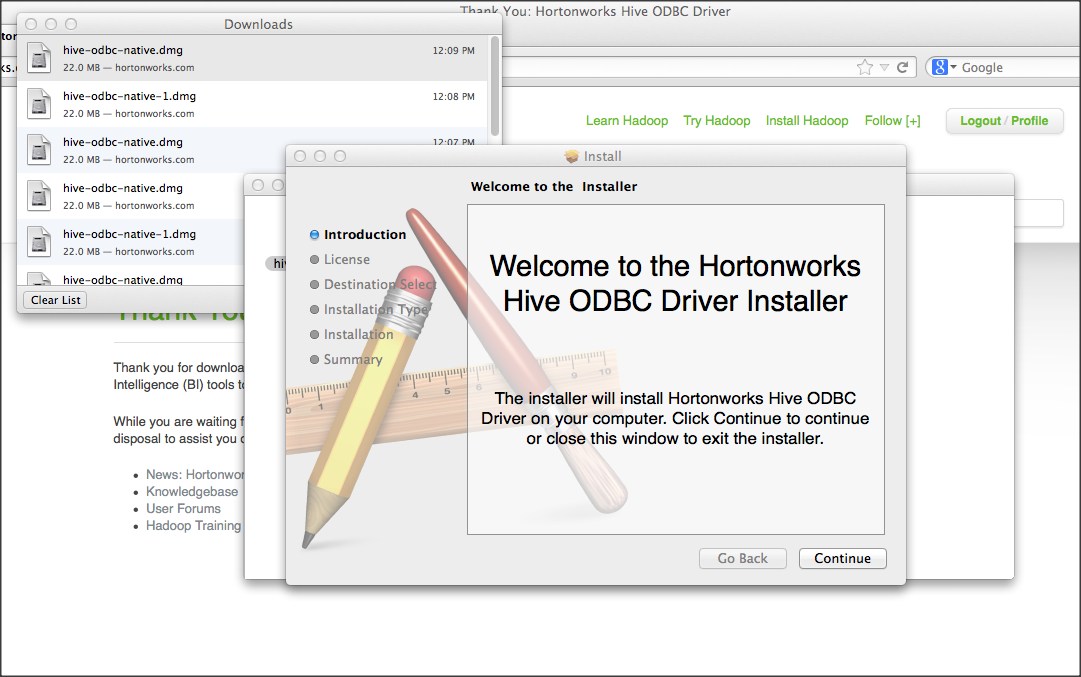 Thank You: Hortonworks Hive ODBC Driver
Downloads
hive-odbc-native.dmg 12:09 PM
22.0 MB — hortonworks.com
hive-odbc-native-1.dmg 12:08 PM
22.0 MB — hortonworks.com
hive-odbc-native.dmg 12:07 PM
22.0 MB — hortonworks.com
hive-odbc-native.dmg
22.0 MB — hortonworks.com
hive-odbc-native-1.dmg
22.0 MB — hortonworks.com
hive-odbc-native.dmg
Clear List
Google
Learn Hadoop Try Hadoop Install Hadoop Follow [+] Logout / Profile
Install
Welcome to the Installer
Introduction
License
Destination Select
Installation Type
Installation
Summary
Welcome to the Hortonworks
Hive ODBC Driver Installer
The installer will install Hortonworks Hive ODBC
Driver on your computer. Click Continue to continue
or close this window to exit the installer.
Go Back Continue
Thank
Thank you for downloa
Intelligence (BI) tools
While you are waiting
disposal to assist you
News: Hortonwor
Knowledgebase
User Forums
Hadoop Training